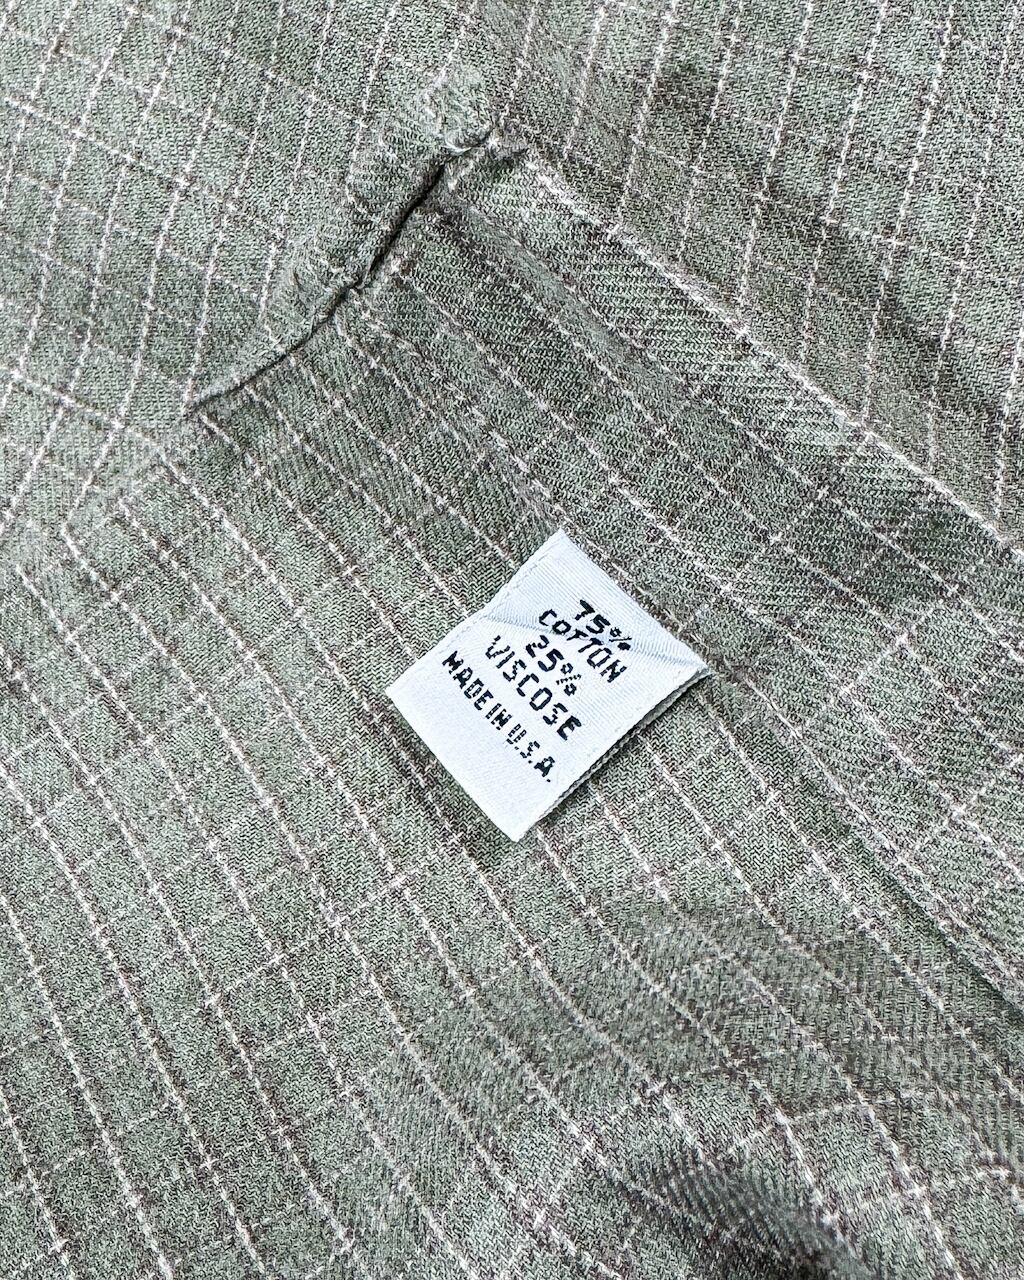 75%
COTTON
25%
VISCOSE
MADE IN U.S.A.